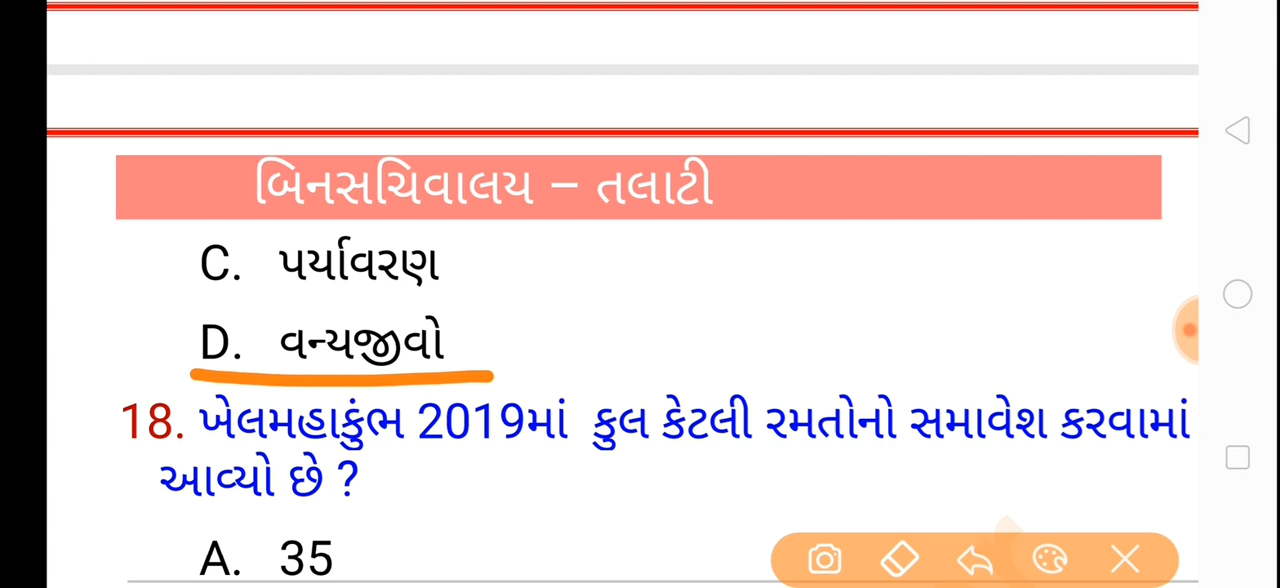 બિનસચિવાલય – તલાટી
C. પર્યાવરણ
D. વન્યજીવો
18. ખેલમહાકુંભ 2019માં કુલ કેટલી રમતોનો સમાવેશ કરવામાં
આવ્યો છે ?
A. 35